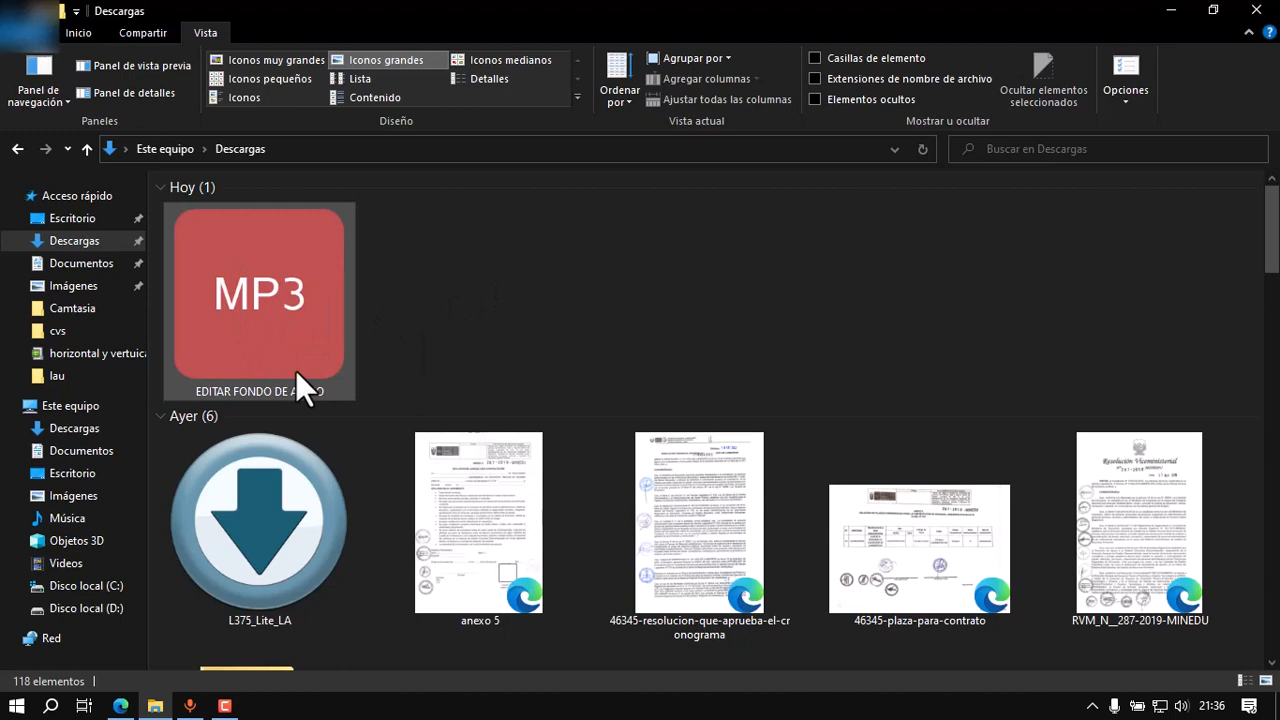 Descargas
Inicio
Compartir
Vista
Panel de navegación
Panel de vista previa
Panel de detalles
Paneles
Iconos muy grandes
Iconos grandes
Iconos medianos
Iconos pequeños
Lista
Detalles
Iconos
Contenido
Diseño
Ordenar por
Agrupar por
Agregar columnas
Ajustar todas las columnas
Vista actual
Casillas de elemento
Extensiones de nombre de archivo
Elementos ocultos
Ocultar elementos seleccionados
Mostrar u ocultar
Opciones
Este equipo > Descargas
Buscar en Descargas
Acceso rápido
Escritorio
Descargas
Documentos
Imágenes
Camtasia
cvs
horizontal y vertuica
lau
Este equipo
Descargas
Documentos
Escritorio
Imágenes
Música
Objetos 3D
Vídeos
Disco local (C:)
Disco local (D:)
Red
Hoy (1)
MP3
EDITAR FONDO DE
Ayer (6)
L375_Lite_LA
anexo 5
46345-resolucion-que-aprueba-el-cr
onograma
46345-plaza-para-contrato
Resolución Viceministerial
RVM_N__287-2019-MINEDU
118 elementos
21:36